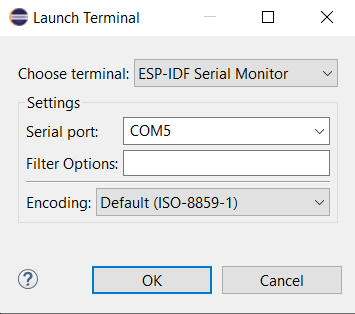 Launch Terminal
Choose terminal: ESP-IDF Serial Monitor
Settings
Serial port: COM5
Filter Options:
Encoding: Default (ISO-8859-1)
? OK Cancel